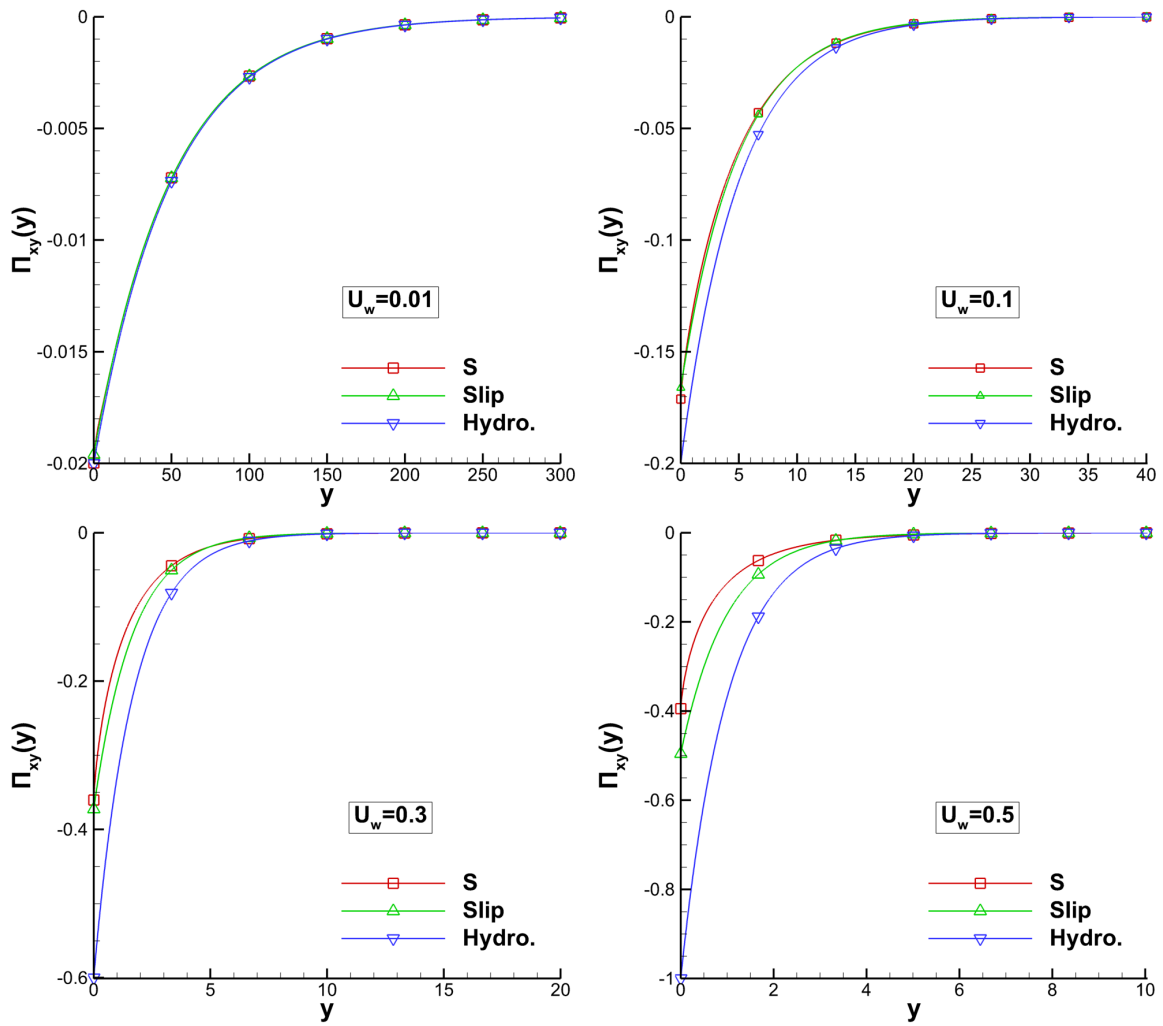 0
-0.005
-0.01
-0.015
-0.02
Πxy(y)
0 50 100 150 200 250 300
y
Uw=0.01
S
Slip
Hydro.
0
-0.05
-0.1
-0.15
-0.2
Πxy(y)
0 5 10 15 20 25 30 35 40
y
Uw=0.1
S
Slip
Hydro.
0
-0.2
-0.4
-0.6
Πxy(y)
0 5 10 15 20
y
Uw=0.3
S
Slip
Hydro.
0
-0.2
-0.4
-0.6
-0.8
-1
Πxy(y)
0 2 4 6 8 10
y
Uw=0.5
S
Slip
Hydro.